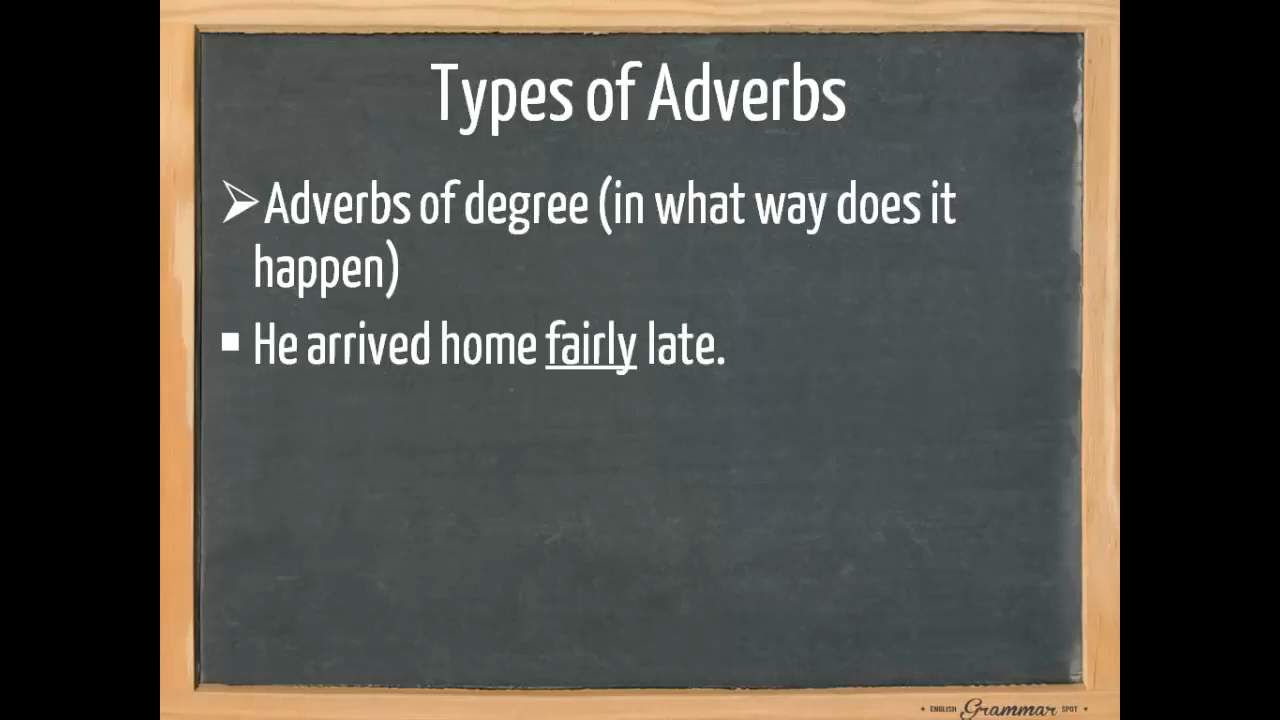 Types of Adverbs
➢Adverbs of degree (in what way does it
happen)
▪ He arrived home fairly late.
• ENGLISH Grammar SPOT •